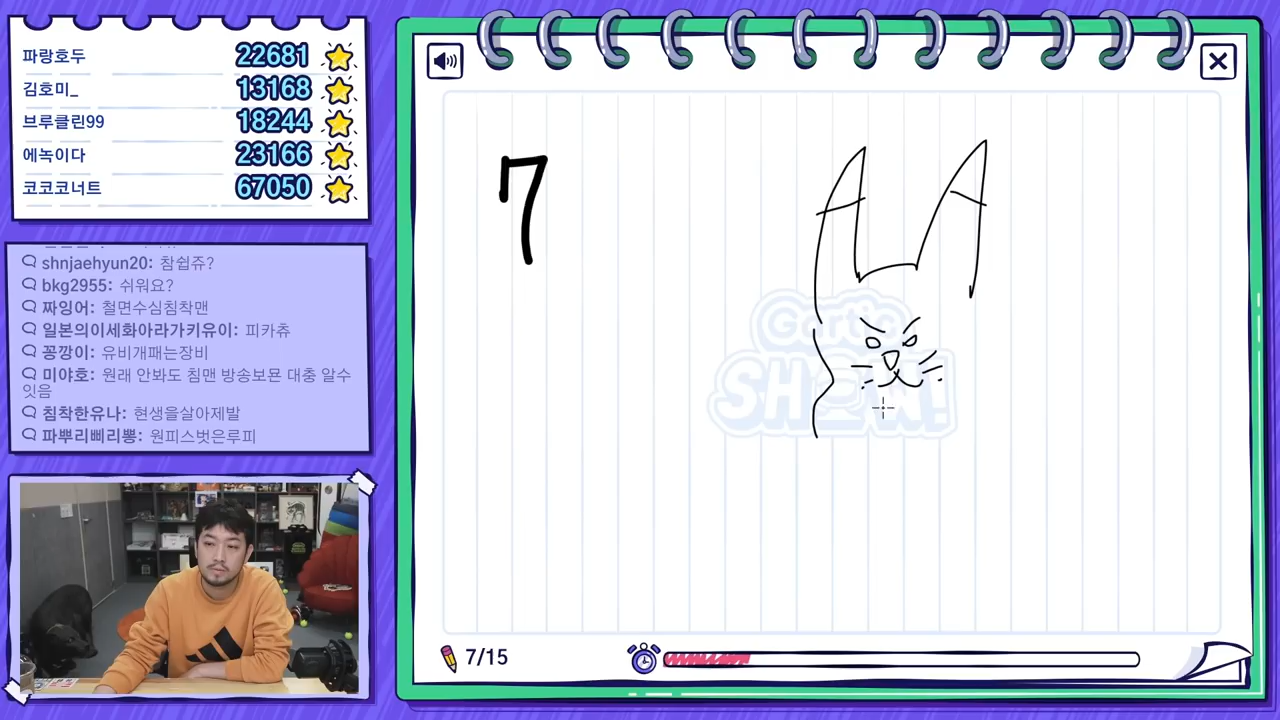 파랑호두 22681
김호미_ 13168
브루클린99 18244
에녹이다 23166
코코코너트 67050
shnjaehyun20: 참쉽쥬?
bkg2955: 쉬워요?
짜잉어: 철면수심침착맨
일본의이세화아라가키유이: 피카츄
꽁깡이: 유비개패는장비
미야호: 원래 안봐도 침맨 방송보묜 대충 알수
잇음
침착한유나: 현생을살아제발
파뿌리삐리뽕: 원피스벗은루피
7
Gartic
SHOW!
7/15